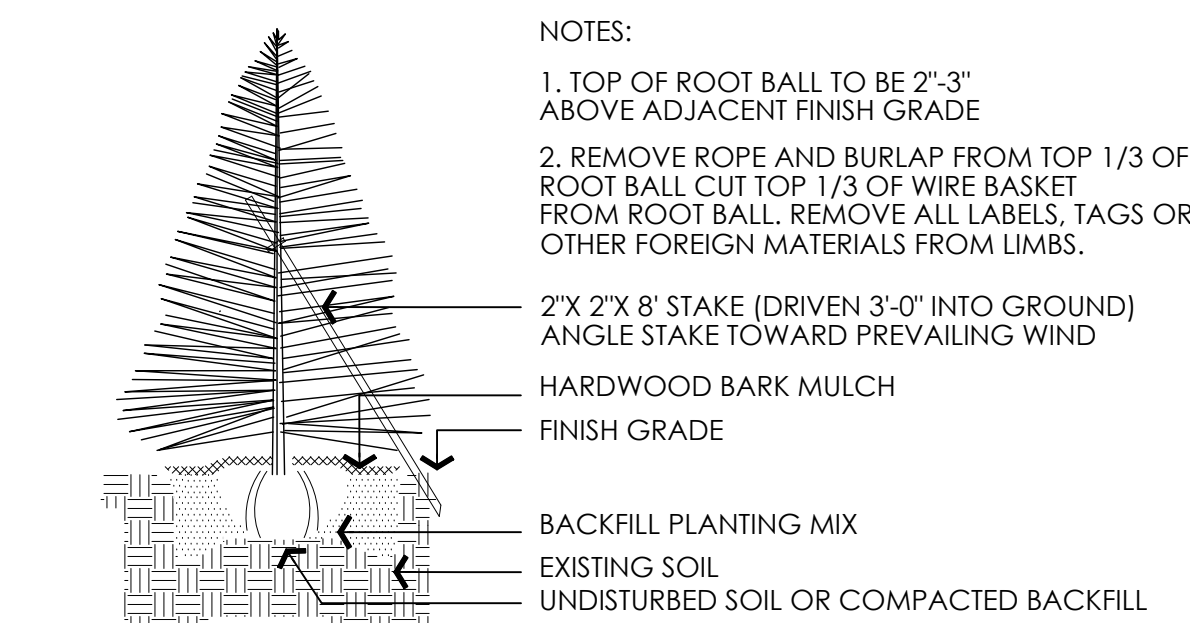 NOTES:
1. TOP OF ROOT BALL TO BE 2"-3"
ABOVE ADJACENT FINISH GRADE
2. REMOVE ROPE AND BURLAP FROM TOP 1/3 OF
ROOT BALL CUT TOP 1/3 OF WIRE BASKET
FROM ROOT BALL. REMOVE ALL LABELS, TAGS OR
OTHER FOREIGN MATERIALS FROM LIMBS.
2"X 2"X 8' STAKE (DRIVEN 3'-0" INTO GROUND)
ANGLE STAKE TOWARD PREVAILING WIND
HARDWOOD BARK MULCH
FINISH GRADE
BACKFILL PLANTING MIX
EXISTING SOIL
UNDISTURBED SOIL OR COMPACTED BACKFILL